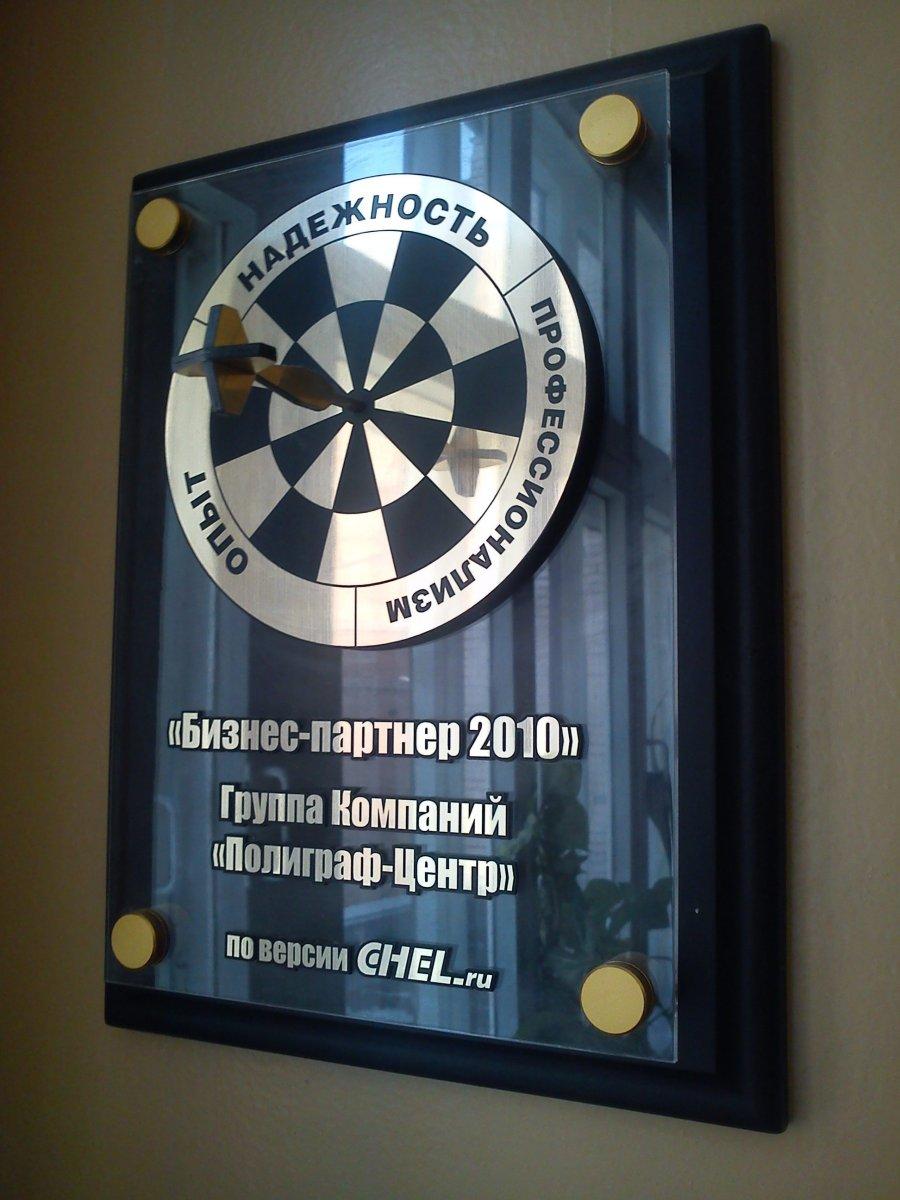 НАДЕЖНОСТЬ
ПРОФЕССИОНАЛИЗМ
ОПЫТ
«Бизнес-партнер 2010»
Группа Компаний
«Полиграф-Центр»
по версии CHEL.ru